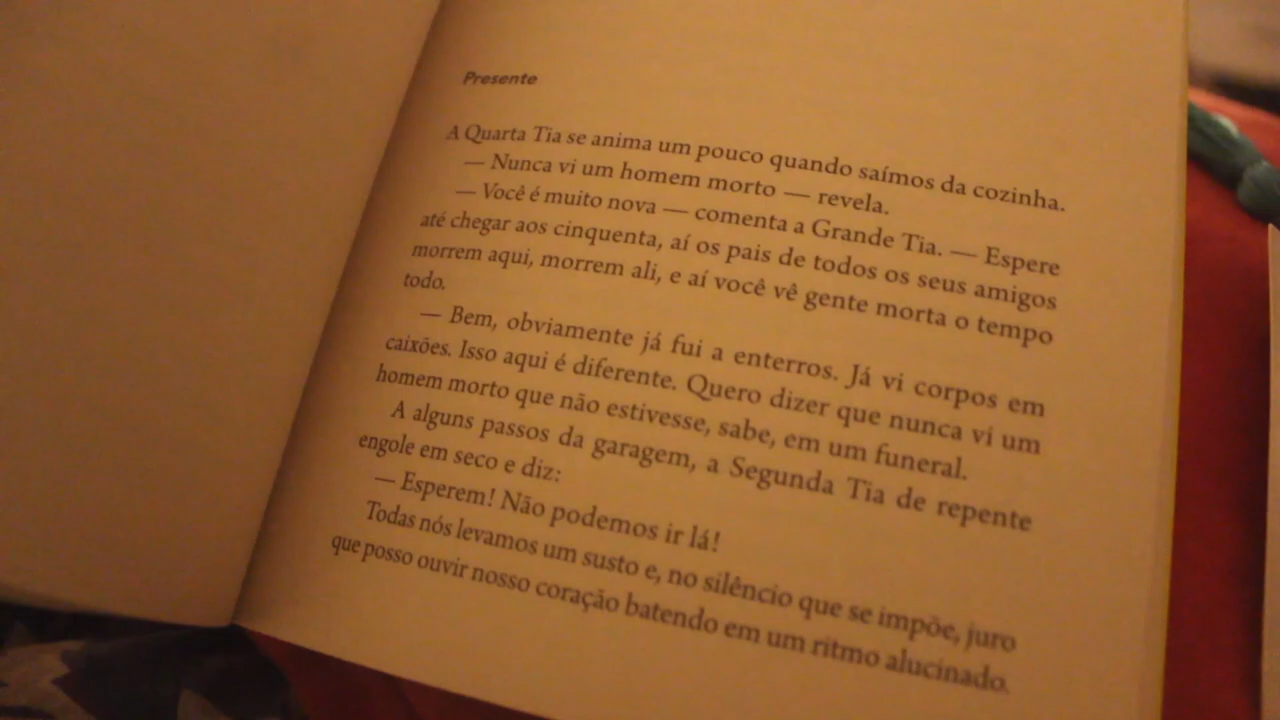 Presente
A Quarta Tia se anima um pouco quando saímos da cozinha.
— Nunca vi um homem morto — revela.
— Você é muito nova — comenta a Grande Tia. — Espere
até chegar aos cinquenta, aí os pais de todos os seus amigos
morrem aqui, morrem ali, e aí você vê gente morta o tempo
todo.
— Bem, obviamente já fui a enterros. Já vi corpos em
caixões. Isso aqui é diferente. Quero dizer que nunca vi um
homem morto que não estivesse, sabe, em um funeral.
A alguns passos da garagem, a Segunda Tia de repente
engole em seco e diz:
— Esperem! Não podemos ir lá!
Todas nós levamos um susto e, no silêncio que se impõe, juro
que posso ouvir nosso coração batendo em um ritmo alucinado.